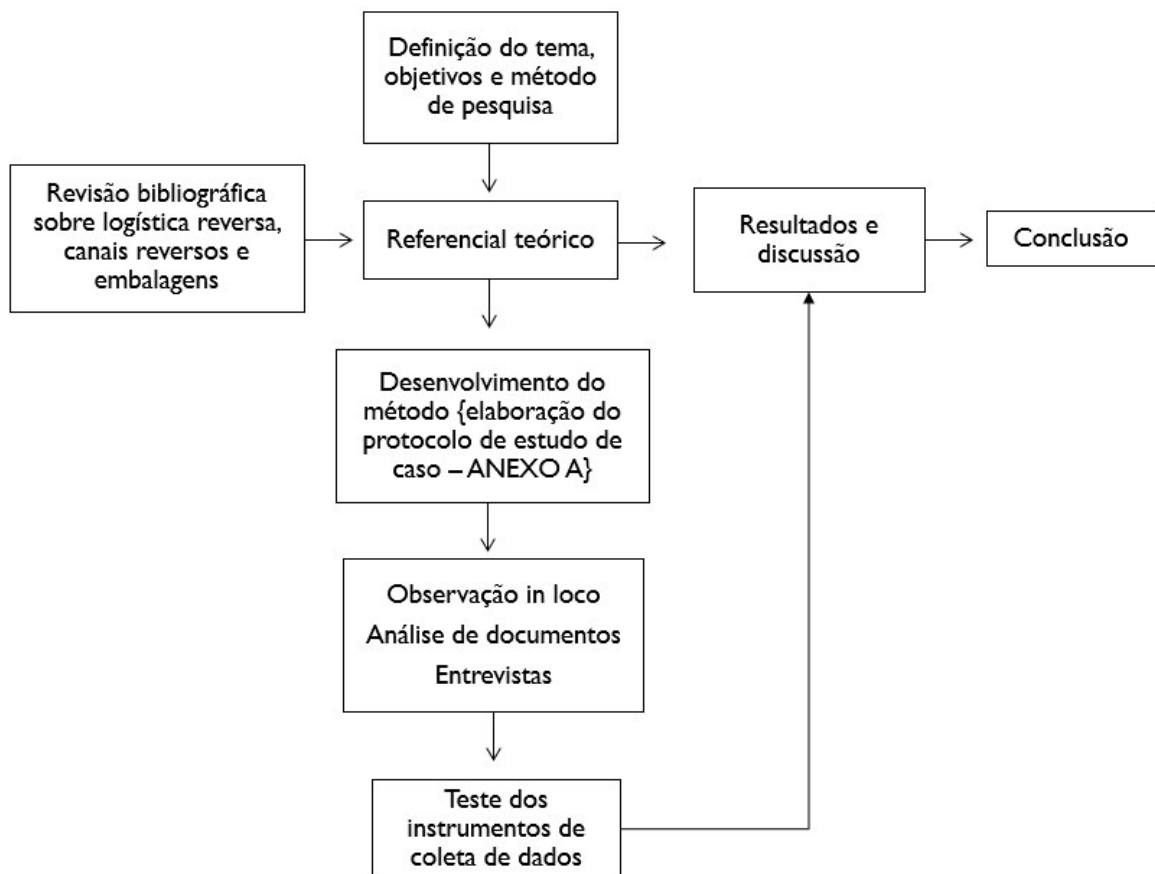 Definição do tema,
objetivos e método
de pesquisa
Revisão bibliográfica
sobre logística reversa,
canais reversos e
embalagens
Referencial teórico
Resultados e
discussão
Conclusão
Desenvolvimento do
método {elaboração do
protocolo de estudo de
caso – ANEXO A}
Observação in loco
Análise de documentos
Entrevistas
Teste dos
instrumentos de
coleta de dados